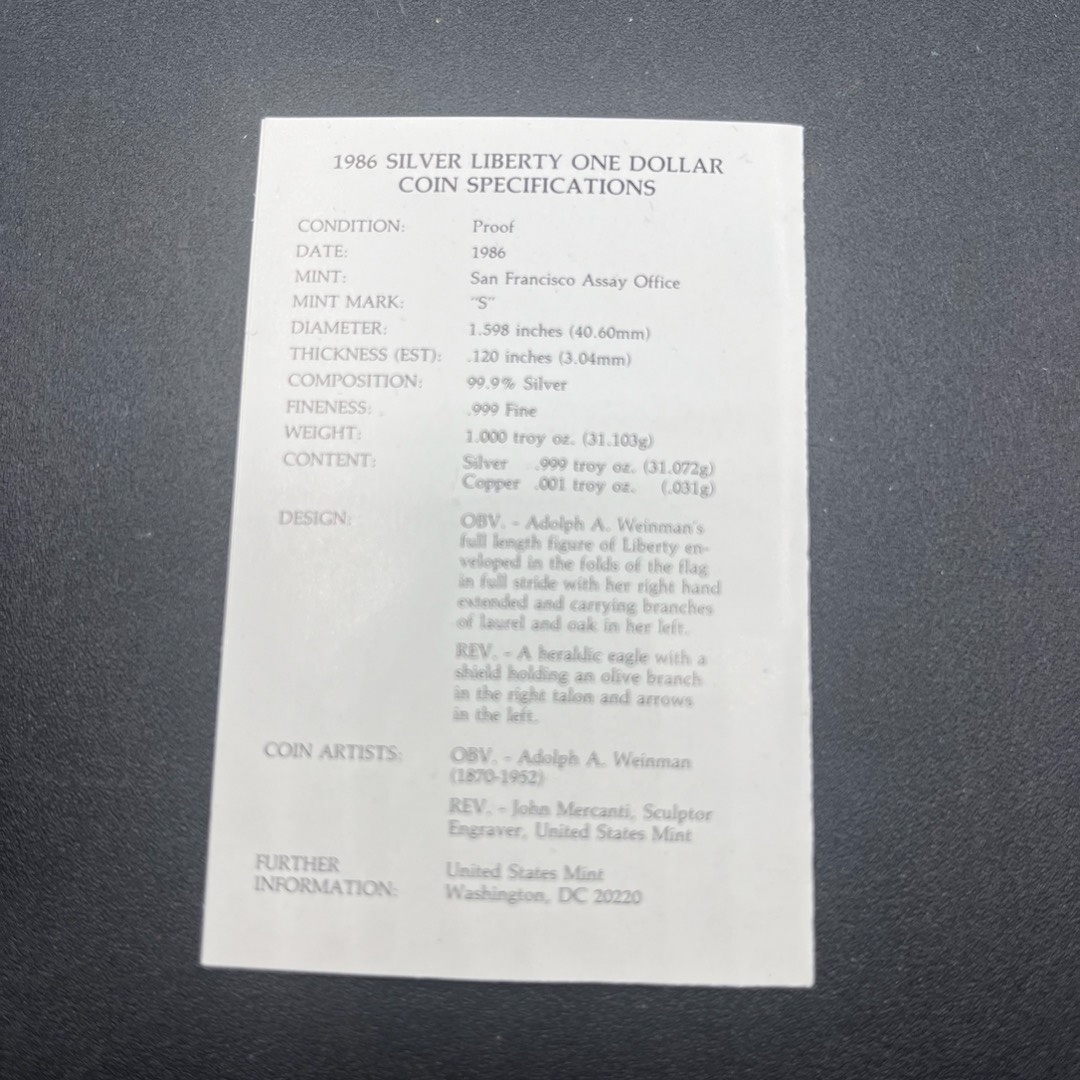 1986 SILVER LIBERTY ONE DOLLAR
COIN SPECIFICATIONS
CONDITION: Proof
DATE: 1986
MINT: San Francisco Assay Office
MINT MARK: "S"
DIAMETER: 1.598 inches (40.60mm)
THICKNESS (EST): .120 inches (3.04mm)
COMPOSITION: 99.9% Silver
FINENESS: .999 Fine
WEIGHT: 1.000 troy oz. (31.103g)
CONTENT: Silver .999 troy oz. (31.072g)
Copper .001 troy oz. (.031g)
DESIGN: OBV. - Adolph A. Weinman's
full length figure of Liberty en-
veloped in the folds of the flag
in full stride with her right hand
extended and carrying branches
of laurel and oak in her left.
REV. - A heraldic eagle with a
shield holding an olive branch
in the right talon and arrows
in the left.
COIN ARTISTS: OBV. - Adolph A. Weinman
(1870-1952)
REV. - John Mercanti, Sculptor
Engraver, United States Mint
FURTHER
INFORMATION: United States Mint
Washington, DC 20220